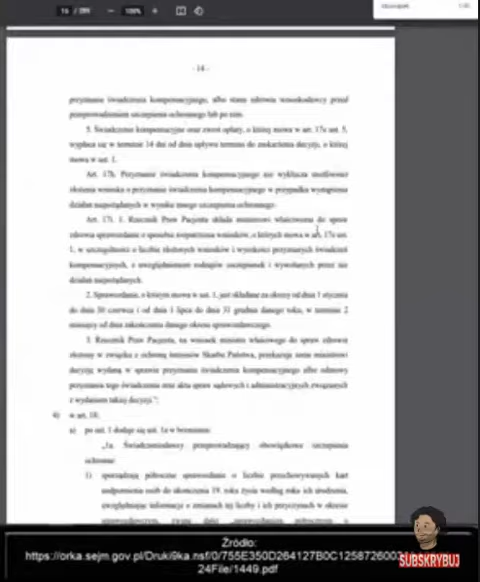 - 14 -
przyznania świadczenia kompensacyjnego, albo stanu zdrowia wnioskodawcy przed
przeprowadzeniem szczepienia ochronnego lub po nim.
5. Świadczenie kompensacyjne oraz zwrot opłaty, o której mowa w art. 17e ust. 5,
wypłaca się w terminie 14 dni od dnia upływu terminu do zaskarżenia decyzji, o której
mowa w ust. 1.
Art. 17h. Przyznanie świadczenia kompensacyjnego nie wyklucza możliwości
złożenia wniosku o przyznanie świadczenia kompensacyjnego w przypadku wystąpienia
działań niepożądanych w wyniku innego szczepienia ochronnego.
Art. 17i. 1. Rzecznik Praw Pacjenta składa ministrowi właściwemu do spraw
zdrowia sprawozdanie o sposobie rozpatrzenia wniosków, o których mowa w art. 17e ust.
1, w szczególności o liczbie złożonych wniosków i wysokości przyznanych świadczeń
kompensacyjnych, z uwzględnieniem rodzajów szczepionek i wywołanych przez nie
działań niepożądanych.
2. Sprawozdanie, o którym mowa w ust. 1, jest składane za okresy od dnia 1 stycznia
do dnia 30 czerwca i od dnia 1 lipca do dnia 31 grudnia danego roku, w terminie 2
miesięcy od dnia zakończenia danego okresu sprawozdawczego.
3. Rzecznik Praw Pacjenta, na wniosek ministra właściwego do spraw zdrowia
złożony w związku z ochroną interesów Skarbu Państwa, przekazuje temu ministrowi
decyzję wydaną w sprawie przyznania świadczenia kompensacyjnego albo odmowy
przyznania tego świadczenia oraz akta spraw sądowych i administracyjnych związanych
z wydaniem takiej decyzji.";
w art. 18:
a) po ust. 1 dodaje się ust. 1a w brzmieniu:
„1a. Świadczeniodawcy przeprowadzający obowiązkowe szczepienia
ochronne:
1) sporządzają półroczne sprawozdanie o liczbie przechowywanych kart
uodpornienia osób do ukończenia 19. roku życia według roku ich urodzenia,
uwzględniając informacje o zmianach tej liczby i ich przyczynach w okresie
Źródło:
https://orka.sejm.gov.pl/Druki9ka.nsf/0/755E350D264127B0C1258726003
24File/1449.pdf
SUBSKRYBUJ